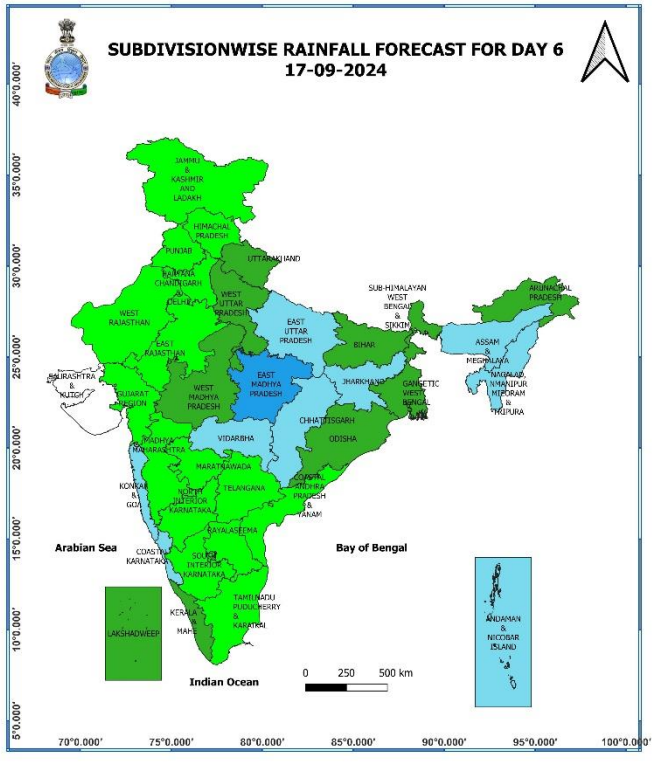 SUBDIVISIONWISE RAINFALL FORECAST FOR DAY 6
17-09-2024
40°0.000'
35°0.000'
30°0.000'
25°0.000'
20°0.000'
15°0.000'
10°0.000'
5°0.000'
JAMMU
&
KASHMIR
AND
LADAKH
HIMACHAL
PRADESH
PUNJAB
UTTARAKHAND
CHANDIGARH
&
DELHI
WEST
UTTAR
PRADESH
SUB-HIMALAYAN
WEST
BENGAL
&
SIKKIM
ARUNACHAL
PRADESH
WEST
RAJASTHAN
EAST
UTTAR
PRADESH
EAST
RAJASTHAN
BIHAR
ASSAM
&
MEGHALAYA
SAURASHTRA
&
KUTCH
GUJARAT
REGION
WEST
MADHYA
PRADESH
EAST
MADHYA
PRADESH
JHARKHAND
GANGETIC
WEST
BENGAL
MIZORAM
&
TRIPURA
CHHATTISGARH
MADHYA
MAHARASHTRA
VIDARBHA
ODISHA
MARATHWADA
KONKAN
&
GOA
NORTH
INTERIOR
KARNATAKA
TELANGANA
COASTAL
ANDHRA
PRADESH
&
YANAM
RAYALASEEMA
Arabian Sea
Bay of Bengal
COASTAL
KARNATAKA
SOUTH
INTERIOR
KARNATAKA
TAMILNADU
PUDUCHERRY
&
KARAIKAL
KERALA
&
MAHE
LAKSHADWEEP
ANDAMAN
&
NICOBAR
ISLAND
Indian Ocean
0 250 500 km
70°0.000' 75°0.000' 80°0.000' 85°0.000' 90°0.000' 95°0.000' 100°0.000'